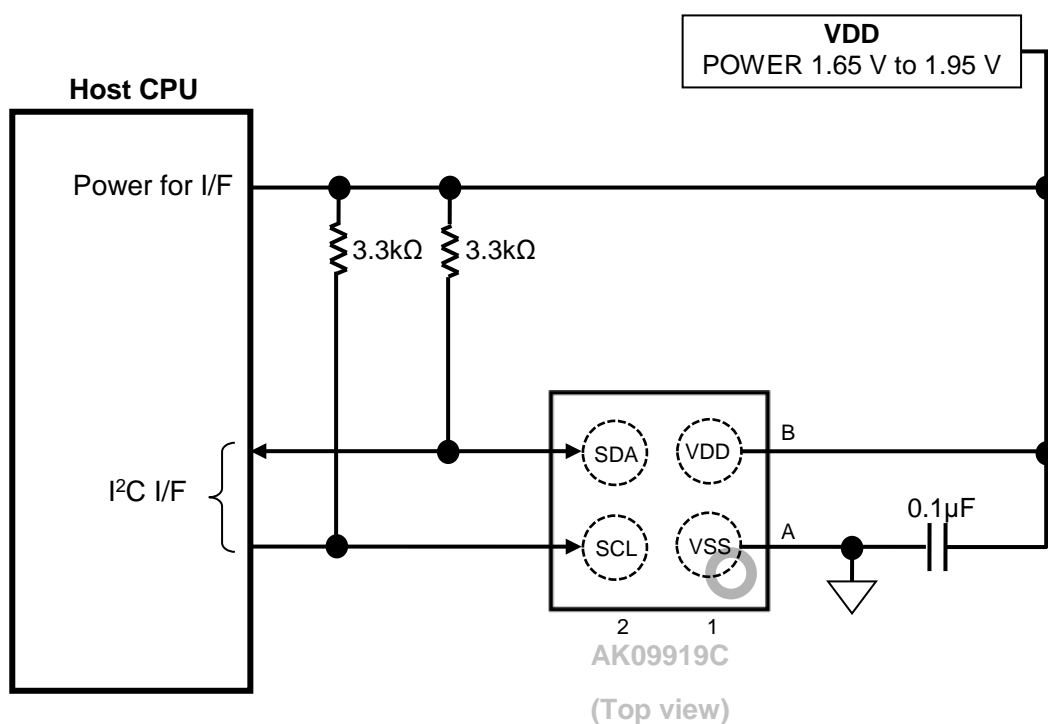 VDD
POWER 1.65 V to 1.95 V
Host CPU
Power for I/F
3.3kΩ
3.3kΩ
I²C I/F
SDA
VDD
B
SCL
VSS
A
0.1µF
2
1
AK09919C
(Top view)